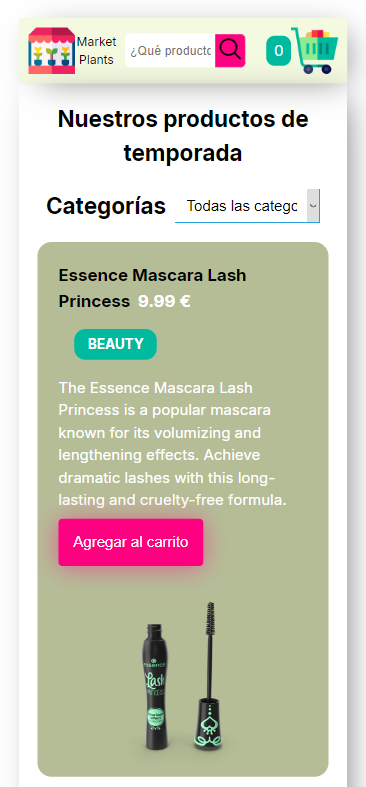 Market
Plants
¿Qué producto
0
Nuestros productos de
temporada
Categorías
Todas las catego
Essence Mascara Lash
Princess 9.99 €
BEAUTY
The Essence Mascara Lash
Princess is a popular mascara
known for its volumizing and
lengthening effects. Achieve
dramatic lashes with this long-
lasting and cruelty-free formula.
Agregar al carrito
essence
Lash
PRINCESS